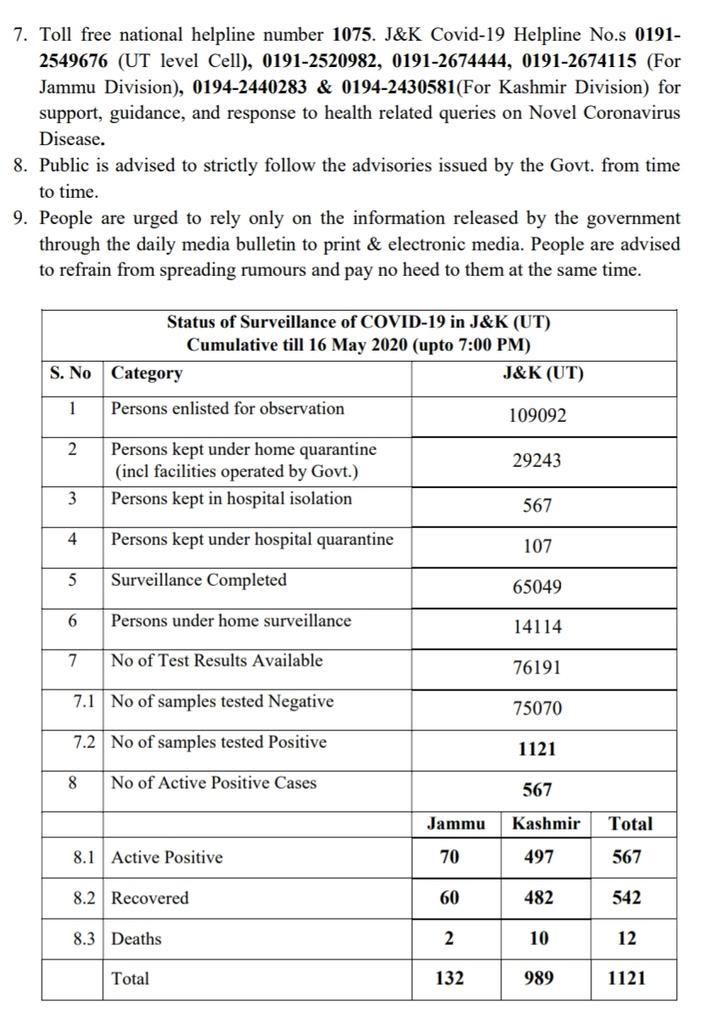 7. Toll free national helpline number 1075. J&K Covid-19 Helpline No.s 0191-
2549676 (UT level Cell), 0191-2520982, 0191-2674444, 0191-2674115 (For
Jammu Division), 0194-2440283 & 0194-2430581(For Kashmir Division) for
support, guidance, and response to health related queries on Novel Coronavirus
Disease.
8. Public is advised to strictly follow the advisories issued by the Govt. from time
to time.
9. People are urged to rely only on the information released by the government
through the daily media bulletin to print & electronic media. People are advised
to refrain from spreading rumours and pay no heed to them at the same time.
Status of Surveillance of COVID-19 in J&K (UT)
Cumulative till 16 May 2020 (upto 7:00 PM)
S. No Category J&K (UT)
1 Persons enlisted for observation 109092
2 Persons kept under home quarantine
(incl facilities operated by Govt.) 29243
3 Persons kept in hospital isolation 567
4 Persons kept under hospital quarantine 107
5 Surveillance Completed 65049
6 Persons under home surveillance 14114
7 No of Test Results Available 76191
7.1 No of samples tested Negative 75070
7.2 No of samples tested Positive 1121
8 No of Active Positive Cases 567
Jammu Kashmir Total
8.1 Active Positive 70 497 567
8.2 Recovered 60 482 542
8.3 Deaths 2 10 12
Total 132 989 1121